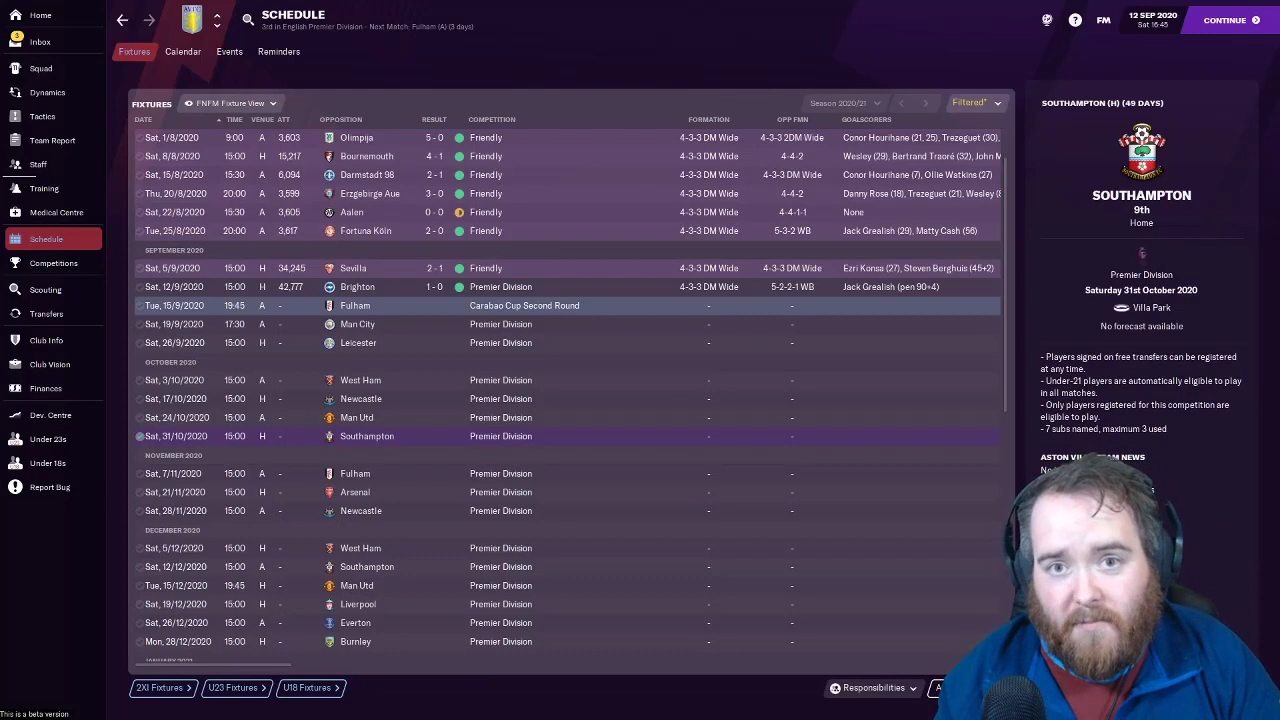 Home
3
Inbox
Squad
Dynamics
Tactics
Team Report
Staff
Training
Medical Centre
Schedule
Competitions
Scouting
Transfers
Club Info
Club Vision
Finances
Dev. Centre
Under 23s
Under 18s
Report Bug
This is a beta version
AVFC
SCHEDULE
3rd in English Premier Division - Next Match: Fulham (A) (3 days)
FM
12 SEP 2020
Sat 16:45
CONTINUE
Fixtures Calendar Events Reminders
FIXTURES FNFM Fixture View Season 2020/21 Filtered*
DATE TIME VENUE ATT OPPOSITION RESULT COMPETITION FORMATION OPP FMN GOALSCORERS
Sat, 1/8/2020 9:00 A 3,603 Olimpija 5 - 0 Friendly 4-3-3 DM Wide 4-3-3 2DM Wide Conor Hourihane (21, 25), Trezeguet (30),
Sat, 8/8/2020 15:00 H 15,217 Bournemouth 4 - 1 Friendly 4-3-3 DM Wide 4-4-2 Wesley (29), Bertrand Traoré (32), John M
Sat, 15/8/2020 15:30 A 6,094 Darmstadt 98 2 - 1 Friendly 4-3-3 DM Wide 4-3-3 DM Wide Conor Hourihane (7), Ollie Watkins (27)
Thu, 20/8/2020 20:00 A 3,599 Erzgebirge Aue 3 - 0 Friendly 4-3-3 DM Wide 4-4-2 Danny Rose (18), Trezeguet (21), Wesley (8
Sat, 22/8/2020 15:30 A 3,605 Aalen 0 - 0 Friendly 4-3-3 DM Wide 4-4-1-1 None
Tue, 25/8/2020 20:00 A 3,617 Fortuna Köln 2 - 0 Friendly 4-3-3 DM Wide 5-3-2 WB Jack Grealish (29), Matty Cash (56)
SEPTEMBER 2020
Sat, 5/9/2020 15:00 H 34,245 Sevilla 2 - 1 Friendly 4-3-3 DM Wide 4-3-3 DM Wide Ezri Konsa (27), Steven Berghuis (45+2)
Sat, 12/9/2020 15:00 H 42,777 Brighton 1 - 0 Premier Division 4-3-3 DM Wide 5-2-2-1 WB Jack Grealish (pen 90+4)
Tue, 15/9/2020 19:45 A - Fulham Carabao Cup Second Round - -
Sat, 19/9/2020 17:30 A - Man City Premier Division - -
Sat, 26/9/2020 15:00 H - Leicester Premier Division - -
OCTOBER 2020
Sat, 3/10/2020 15:00 A - West Ham Premier Division - -
Sat, 17/10/2020 15:00 H - Newcastle Premier Division - -
Sat, 24/10/2020 15:00 A - Man Utd Premier Division - -
Sat, 31/10/2020 15:00 H - Southampton Premier Division - -
NOVEMBER 2020
Sat, 7/11/2020 15:00 A - Fulham Premier Division - -
Sat, 21/11/2020 15:00 H - Arsenal Premier Division - -
Sat, 28/11/2020 15:00 A - Newcastle Premier Division - -
DECEMBER 2020
Sat, 5/12/2020 15:00 H - West Ham Premier Division - -
Sat, 12/12/2020 15:00 A - Southampton Premier Division - -
Tue, 15/12/2020 19:45 H - Man Utd Premier Division - -
Sat, 19/12/2020 15:00 H - Liverpool Premier Division - -
Sat, 26/12/2020 15:00 A - Everton Premier Division - -
Mon, 28/12/2020 15:00 H - Burnley Premier Division - -
JANUARY 2021
2XI Fixtures U23 Fixtures U18 Fixtures Responsibilities
SOUTHAMPTON (H) (49 DAYS)
SOUTHAMPTON
9th
Home
Premier Division
Saturday 31st October 2020
Villa Park
No forecast available
- Players signed on free transfers can be registered
at any time.
- Under-21 players are automatically eligible to play
in all matches.
- Only players registered for this competition are
eligible to play.
- 7 subs named, maximum 3 used
ASTON VILLA TEAM NEWS